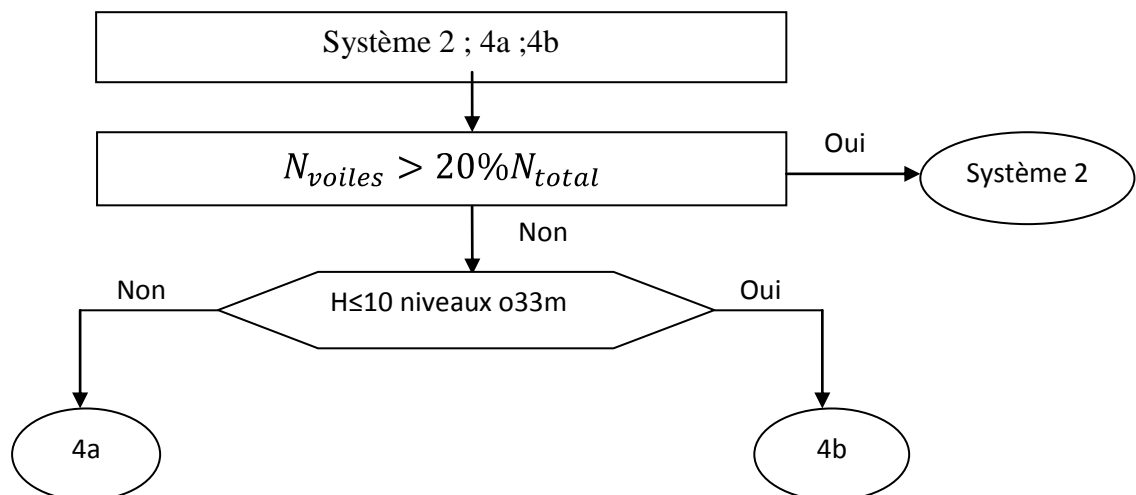 Système 2 ; 4a ;4b
N_voiles > 20%N_total
Oui
Système 2
Non
Non
H≤10 niveaux o33m
Oui
4a
4b